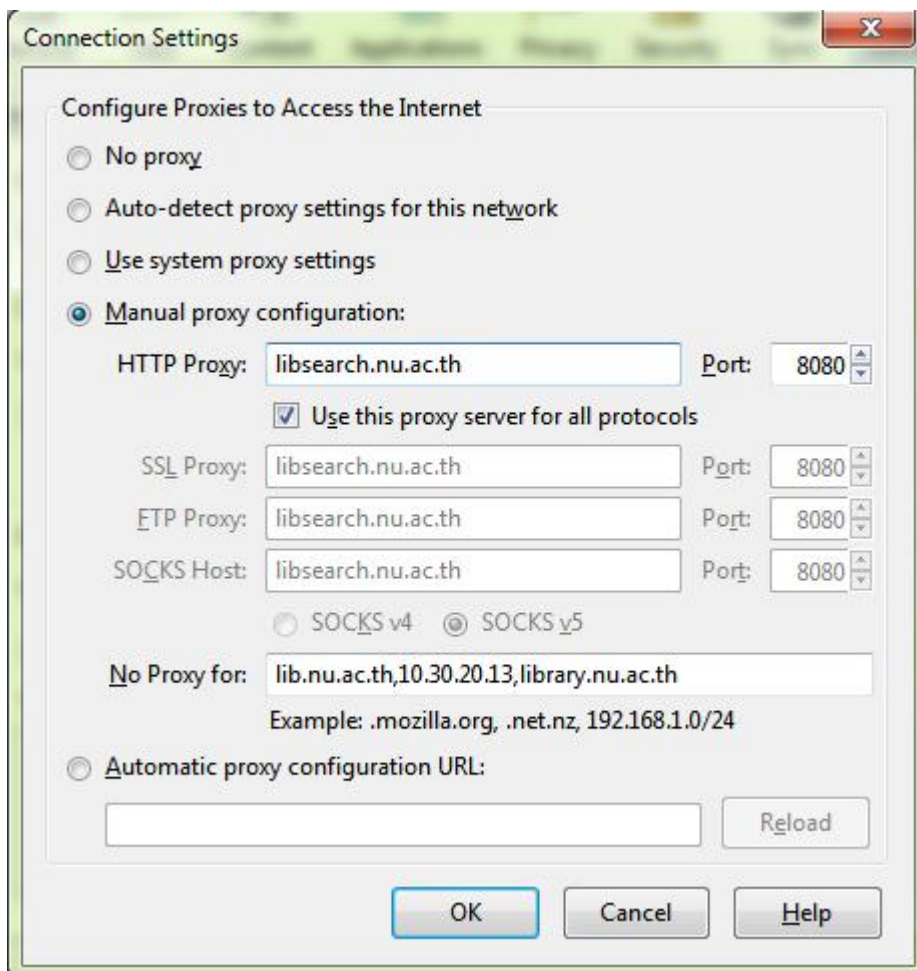 Connection Settings
Configure Proxies to Access the Internet
No proxy
Auto-detect proxy settings for this network
Use system proxy settings
Manual proxy configuration:
HTTP Proxy: libsearch.nu.ac.th Port: 8080
Use this proxy server for all protocols
SSL Proxy: libsearch.nu.ac.th Port: 8080
FTP Proxy: libsearch.nu.ac.th Port: 8080
SOCKS Host: libsearch.nu.ac.th Port: 8080
SOCKS v4 SOCKS v5
No Proxy for: lib.nu.ac.th,10.30.20.13,library.nu.ac.th
Example: .mozilla.org, .net.nz, 192.168.1.0/24
Automatic proxy configuration URL:
Reload
OK Cancel Help